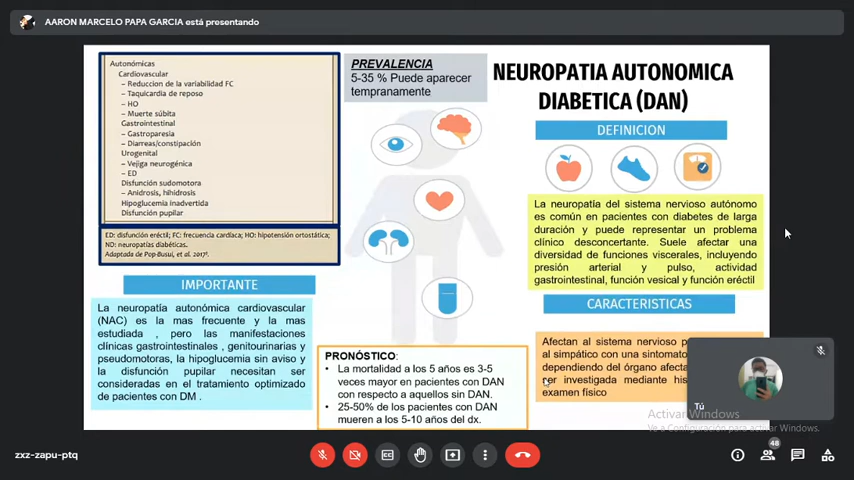 AARON MARCELO PAPA GARCIA está presentando
Autonómicas
Cardiovascular
– Reduccion de la variabilidad FC
– Taquicardia de reposo
– HO
– Muerte súbita
Gastrointestinal
– Gastroparesia
– Diarreas/constipación
Urogenital
– Vejiga neurogénica
– ED
Disfunción sudomotora
– Anidrosis, hihidrosis
Hipoglucemia inadvertida
Disfunción pupilar
ED: disfunción eréctil; FC: frecuencia cardíaca; HO: hipotensión ortostática;
ND: neuropatías diabéticas.
Adaptada de Pop-Busui, et al. 2017².
PREVALENCIA
5-35 % Puede aparecer
tempranamente
NEUROPATIA AUTONOMICA
DIABETICA (DAN)
DEFINICION
La neuropatía del sistema nervioso autónomo
es común en pacientes con diabetes de larga
duración y puede representar un problema
clínico desconcertante. Suele afectar una
diversidad de funciones viscerales, incluyendo
presión arterial y pulso, actividad
gastrointestinal, función vesical y función eréctil
IMPORTANTE
La neuropatía autonómica cardiovascular
(NAC) es la mas frecuente y la mas
estudiada , pero las manifestaciones
clínicas gastrointestinales , genitourinarias y
pseudomotoras, la hipoglucemia sin aviso y
la disfunción pupilar necesitan ser
consideradas en el tratamiento optimizado
de pacientes con DM .
PRONÓSTICO:
• La mortalidad a los 5 años es 3-5
veces mayor en pacientes con DAN
con respecto a aquellos sin DAN.
• 25-50% de los pacientes con DAN
mueren a los 5-10 años del dx.
CARACTERISTICAS
Afectan al sistema nervioso
al simpático con una
dependiendo del órgano
ser investigada mediante
examen físico
Tú
Activar Windows
Ve a Configuración para activar Windows.
zxz-zapu-ptq
48